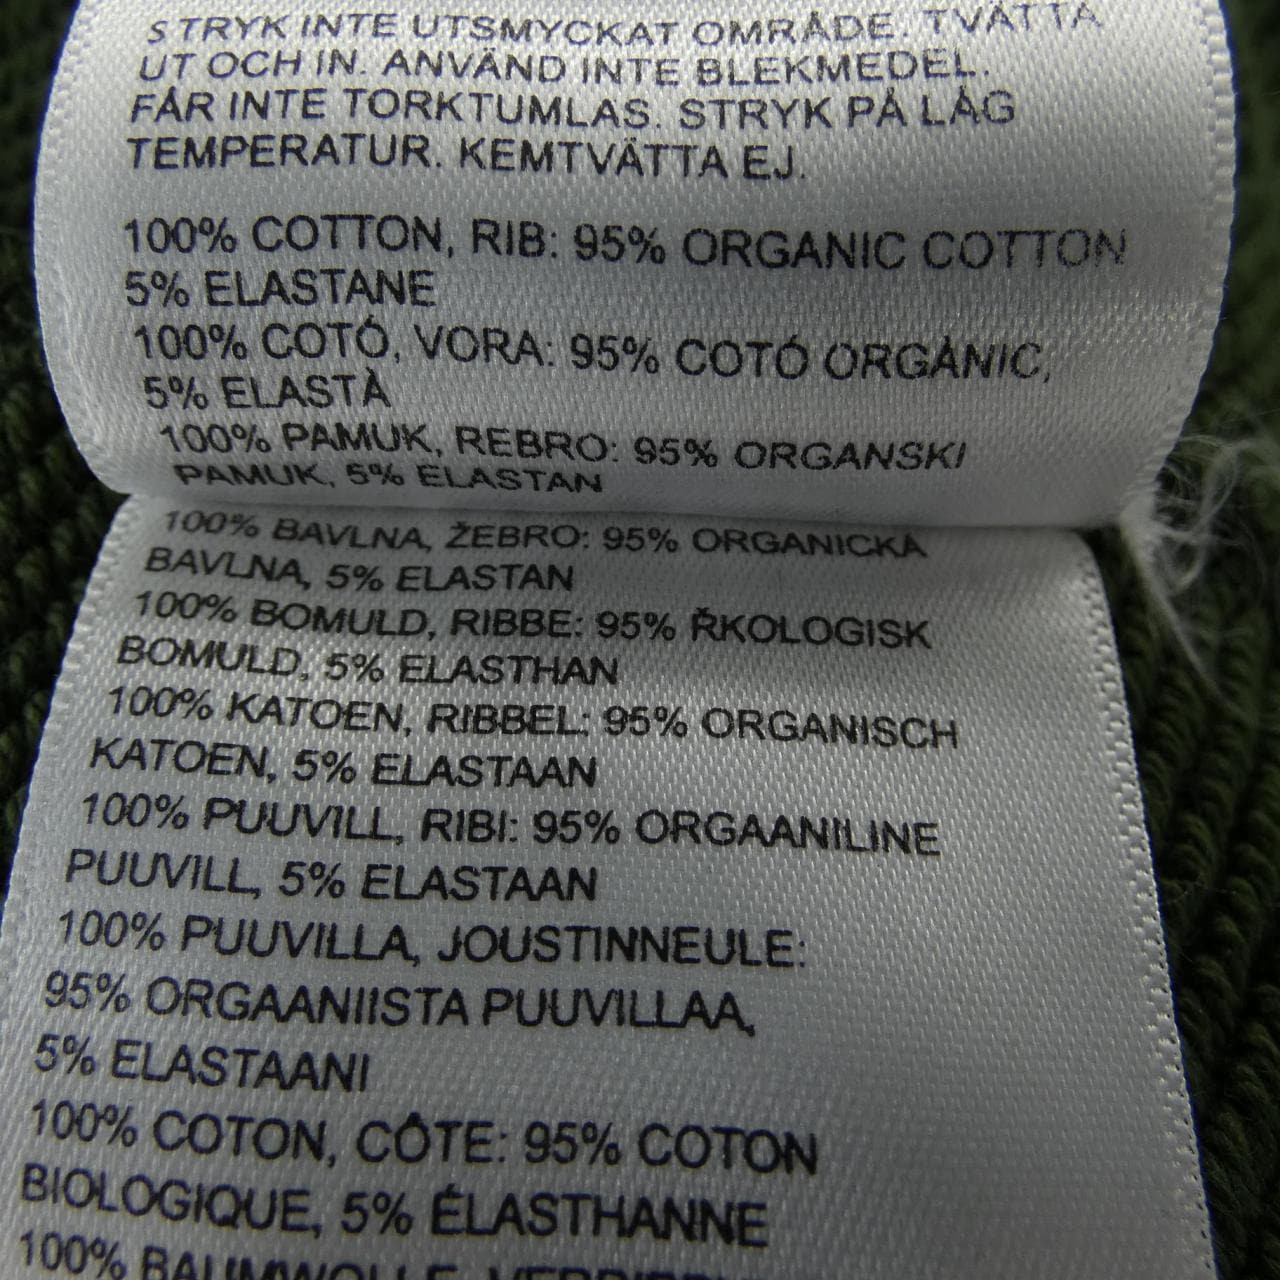 STRYK INTE UTSMYCKAT OMRÅDE. TVÄTTA
UT OCH IN. ANVÄND INTE BLEKMEDEL.
FÅR INTE TORKTUMLAS. STRYK PÅ LÅG
TEMPERATUR. KEMTVÄTTA EJ.
100% COTTON, RIB: 95% ORGANIC COTTON
5% ELASTANE
100% COTÓ, VORA: 95% COTÓ ORGÀNIC,
5% ELASTÀ
100% PAMUK, REBRO: 95% ORGANSKI
PAMUK, 5% ELASTAN
100% BAVLNA, ŽEBRO: 95% ORGANICKÁ
BAVLNA, 5% ELASTAN
100% BOMULD, RIBBE: 95% ŘKOLOGISK
BOMULD, 5% ELASTHAN
100% KATOEN, RIBBEL: 95% ORGANISCH
KATOEN, 5% ELASTAAN
100% PUUVILL, RIBI: 95% ORGAANILINE
PUUVILL, 5% ELASTAAN
100% PUUVILLA, JOUSTINNEULE:
95% ORGAANIISTA PUUVILLAA,
5% ELASTAANI
100% COTON, CÔTE: 95% COTON
BIOLOGIQUE, 5% ÉLASTHANNE
100% BAUMWOLLE